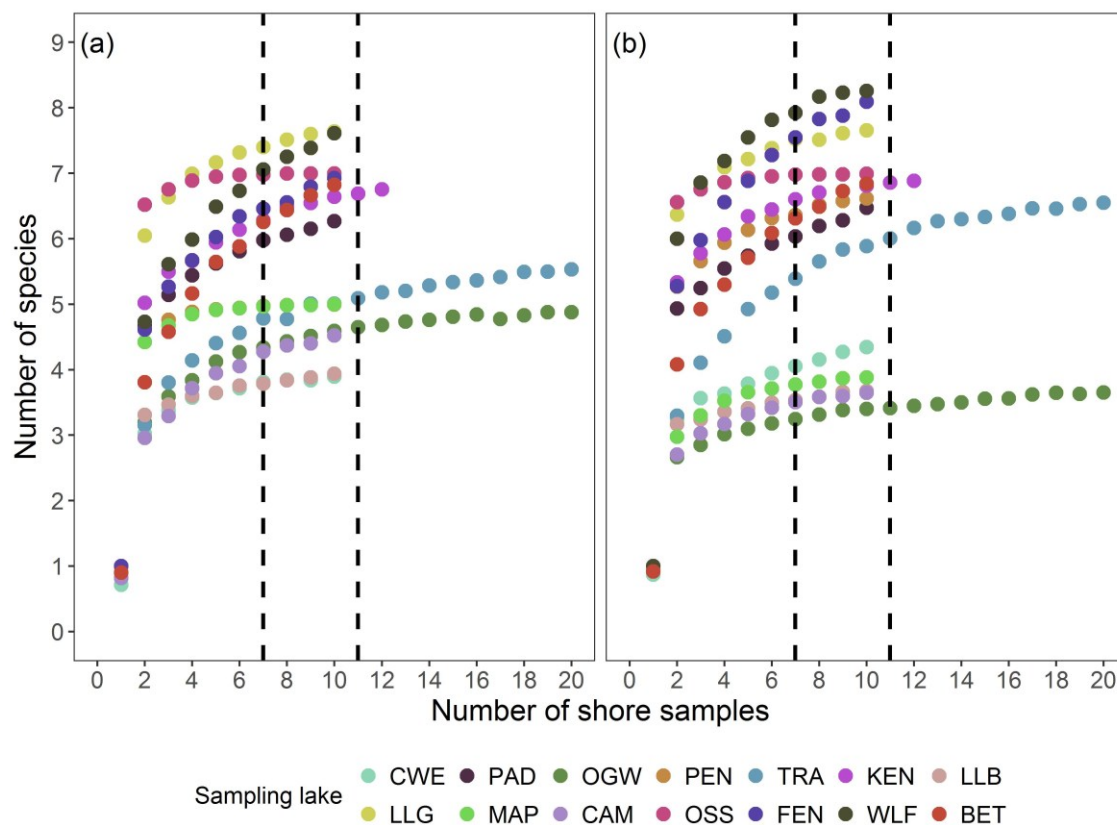 (a) (b)
9
8
7
6
5
4
3
2
1
0
Number of species
0 2 4 6 8 10 12 14 16 18 20 0 2 4 6 8 10 12 14 16 18 20
Number of shore samples
Sampling lake
CWE PAD OGW PEN TRA KEN LLB
LLG MAP CAM OSS FEN WLF BET